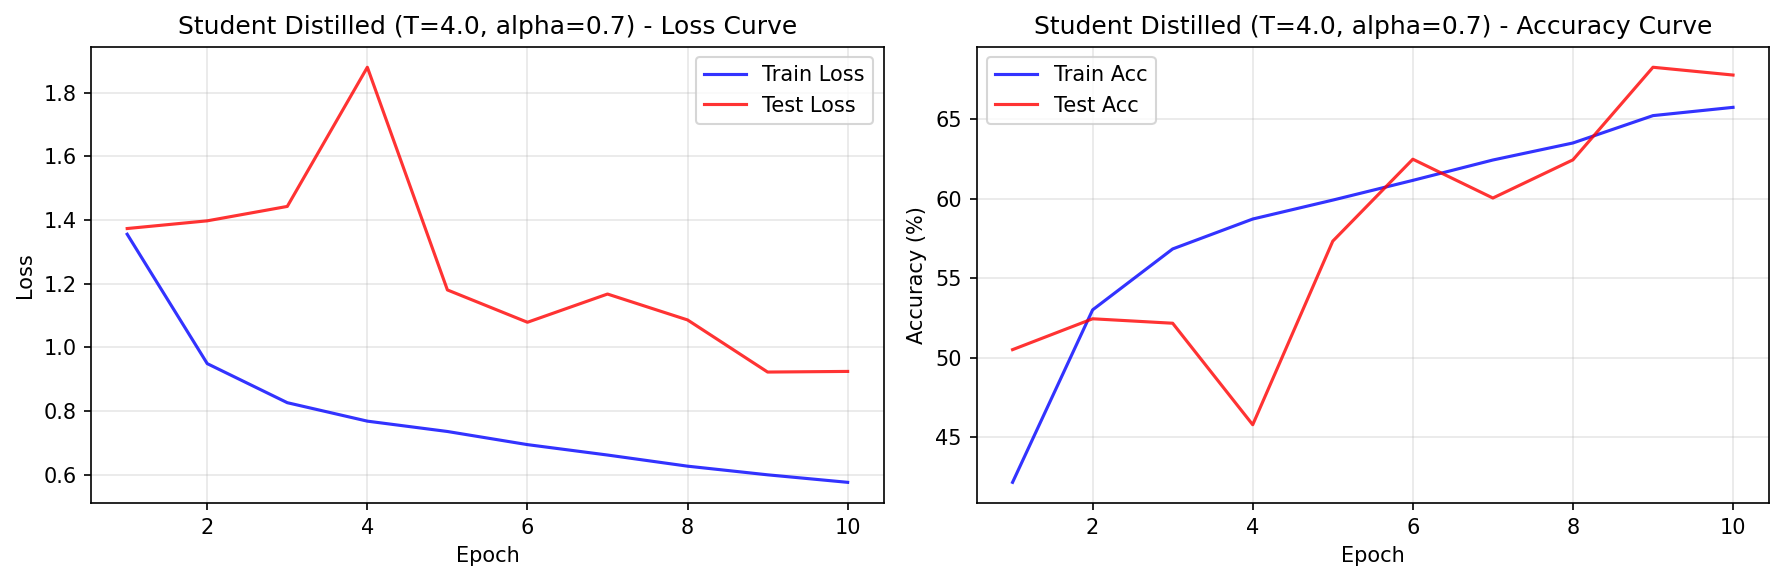 Student Distilled (T=4.0, alpha=0.7) - Loss Curve
Train Loss
Test Loss
1.8
1.6
1.4
1.2
1.0
0.8
0.6
Loss
2
4
6
8
10
Epoch
Student Distilled (T=4.0, alpha=0.7) - Accuracy Curve
Train Acc
Test Acc
65
60
55
50
45
Accuracy (%)
2
4
6
8
10
Epoch